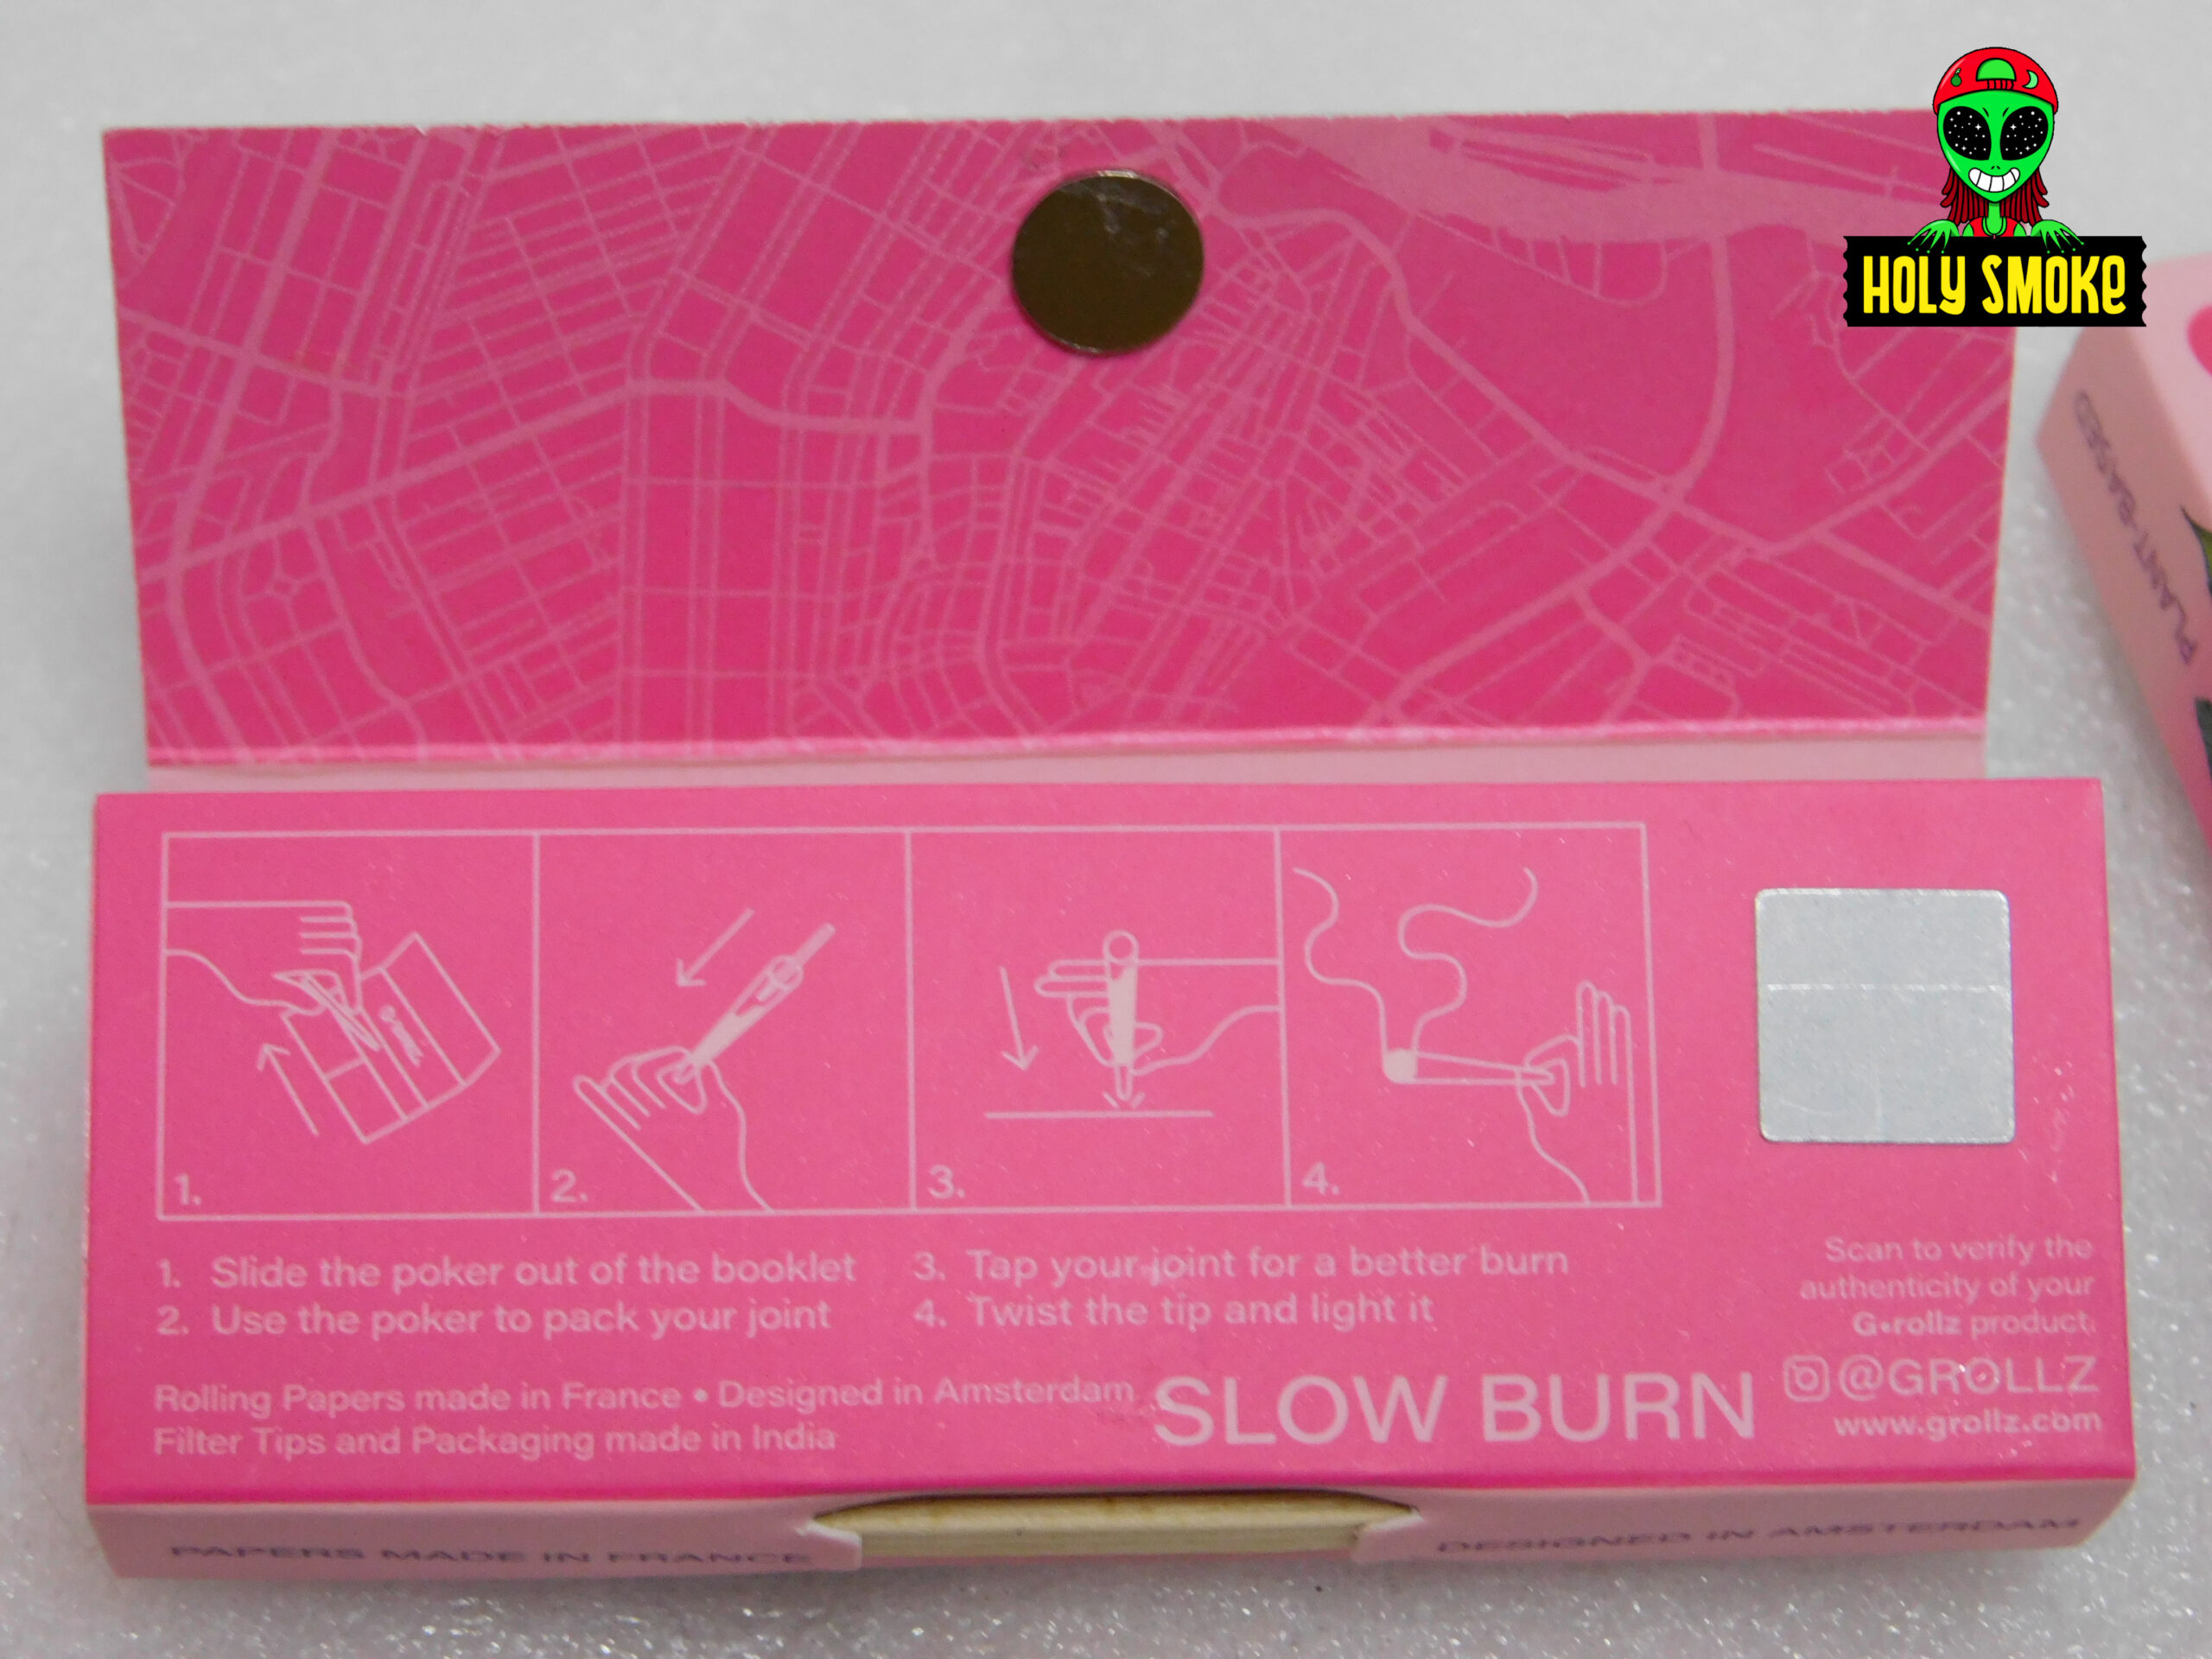 HOLY SMOKE
PLANT-BASED
1.
2.
3.
4.
1. Slide the poker out of the booklet
2. Use the poker to pack your joint
3. Tap your joint for a better burn
4. Twist the tip and light it
Scan to verify the
authenticity of your
G•rollz product.
Rolling Papers made in France • Designed in Amsterdam
Filter Tips and Packaging made in India
SLOW BURN
@GROLLZ
www.grollz.com
PAPERS MADE IN FRANCE
DESIGNED IN AMSTERDAM